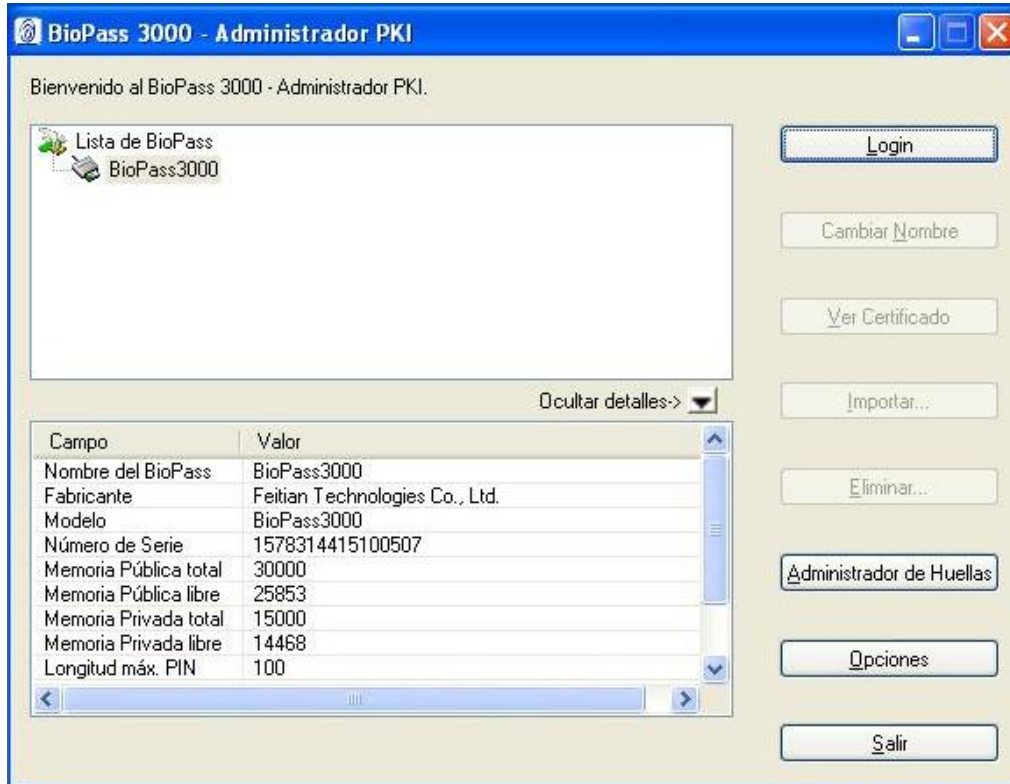 BioPass 3000 - Administrador PKI
Bienvenido al BioPass 3000 - Administrador PKI.
Lista de BioPass
BioPass3000
Login
Cambiar Nombre
Ver Certificado
Ocultar detalles->
Importar...
Campo Valor
Nombre del BioPass BioPass3000
Fabricante Feitian Technologies Co., Ltd.
Modelo BioPass3000
Número de Serie 1578314415100507
Memoria Pública total 30000
Memoria Pública libre 25853
Memoria Privada total 15000
Memoria Privada libre 14468
Longitud máx. PIN 100
Eliminar...
Administrador de Huellas
Opciones
Salir